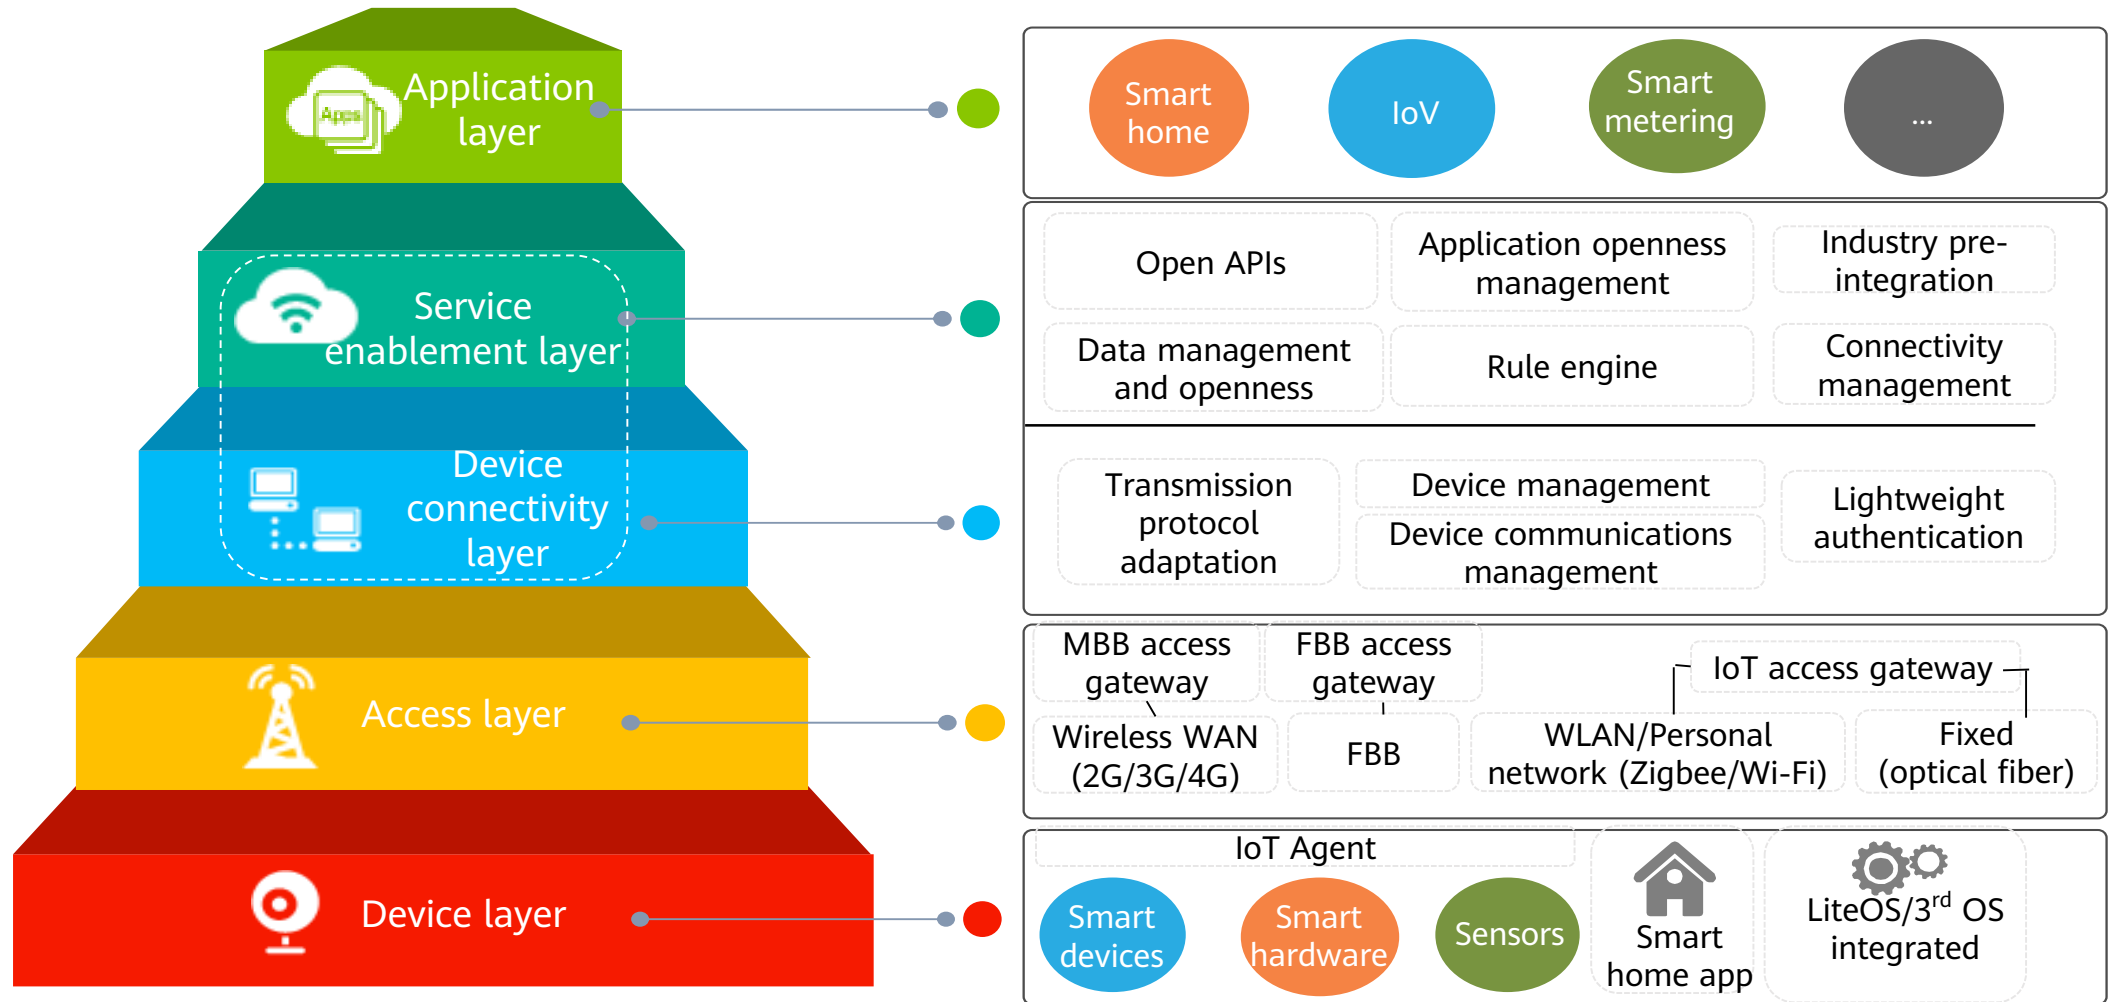 Apps
Application
layer
Smart
home
IoV
Smart
metering
...
Service
enablement layer
Open APIs
Application openness
management
Industry pre-
integration
Data management
and openness
Rule engine
Connectivity
management
Device
connectivity
layer
Transmission
protocol
adaptation
Device management
Device communications
management
Lightweight
authentication
Access layer
MBB access
gateway
FBB access
gateway
IoT access gateway
Wireless WAN
(2G/3G/4G)
FBB
WLAN/Personal
network (Zigbee/Wi-Fi)
Fixed
(optical fiber)
Device layer
IoT Agent
Smart
devices
Smart
hardware
Sensors
Smart
home app
LiteOS/3rd OS
integrated